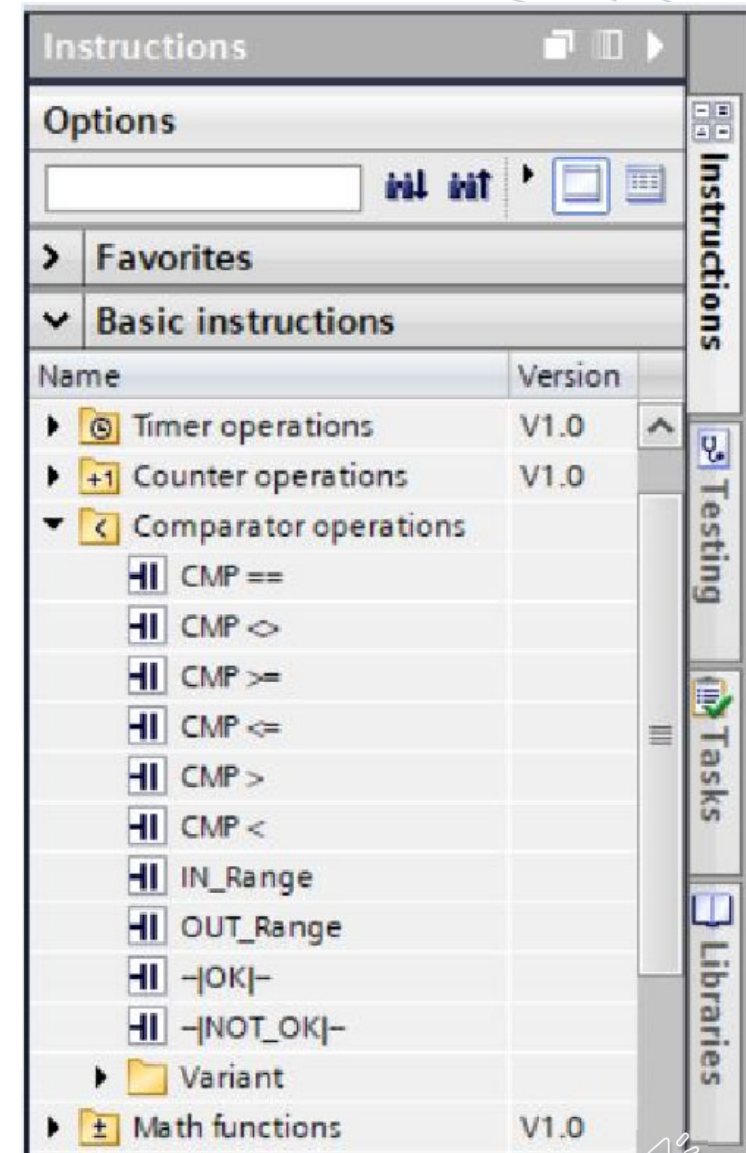 Instructions
Options
Favorites
Basic instructions
Name Version
Timer operations V1.0
+1 Counter operations V1.0
Comparator operations
CMP ==
CMP <>
CMP >=
CMP <=
CMP >
CMP <
IN_Range
OUT_Range
-|OK|-
-|NOT_OK|-
Variant
± Math functions V1.0
Instructions
Testing
Tasks
Libraries